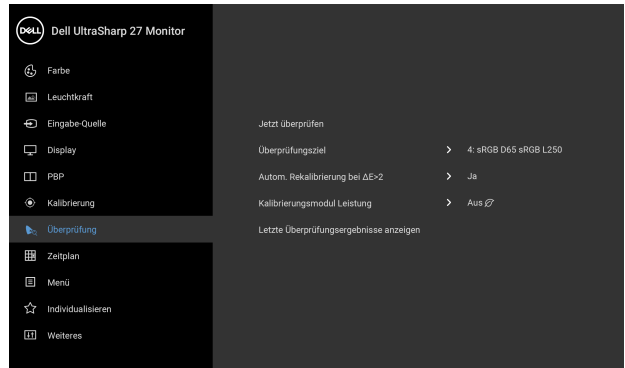 DELL Dell UltraSharp 27 Monitor
Farbe
Leuchtkraft
Eingabe-Quelle
Jetzt überprüfen
Display
Überprüfungsziel 4: sRGB D65 sRGB L250
PBP
Autom. Rekalibrierung bei ΔE>2 Ja
Kalibrierung
Kalibrierungsmodul Leistung Aus
Überprüfung
Letzte Überprüfungsergebnisse anzeigen
Zeitplan
Menü
Individualisieren
Weiteres